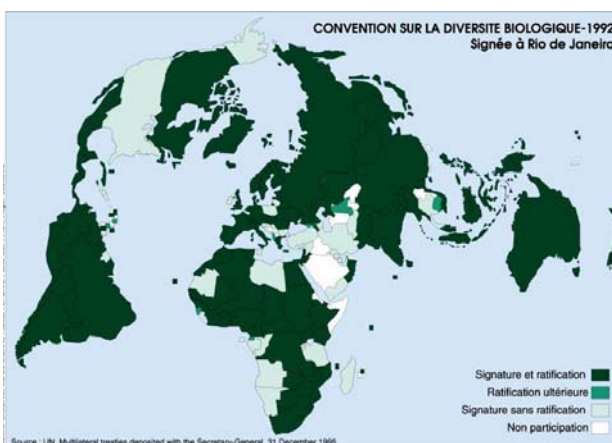 CONVENTION SUR LA DIVERSITE BIOLOGIQUE-1992
Signée à Rio de Janeiro
Signature et ratification
Ratification ultérieure
Signature sans ratification
Non participation
Source : UN, Multilateral treaties deposited with the Secretary-General, 31 December 1995